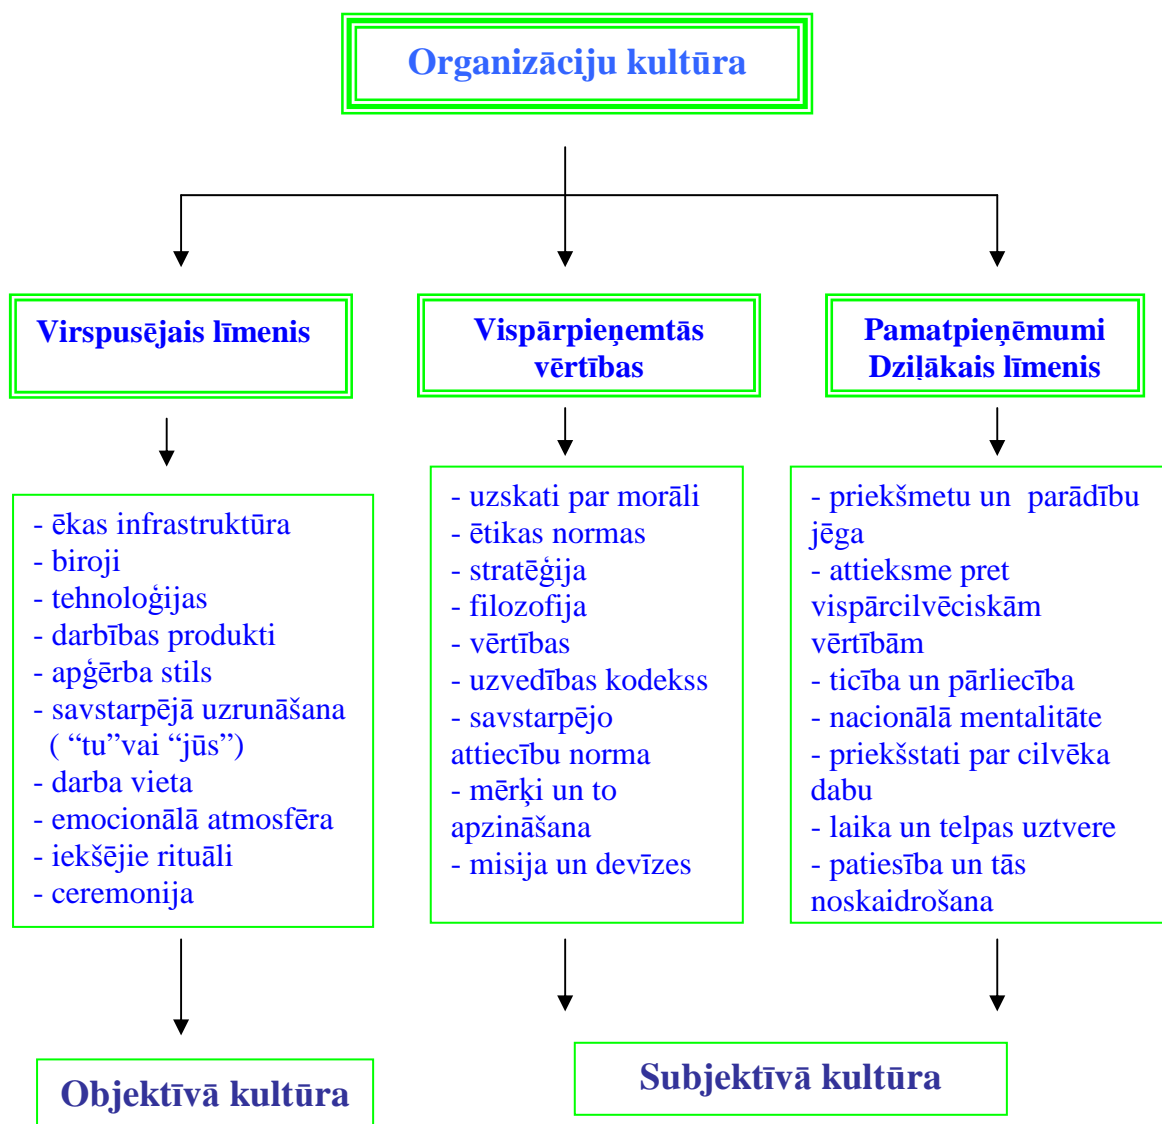 Organizāciju kultūra
Virspusējais līmenis
Vispārpieņemtās
vērtības
Pamatpieņēmumi
Dziļākais līmenis
- ēkas infrastruktūra
- biroji
- tehnoloģijas
- darbības produkti
- apģērba stils
- savstarpējā uzrunāšana
( “tu”vai “jūs”)
- darba vieta
- emocionālā atmosfēra
- iekšējie rituāli
- ceremonija
- uzskati par morāli
- ētikas normas
- stratēģija
- filozofija
- vērtības
- uzvedības kodekss
- savstarpējo
attiecību norma
- mērķi un to
apzināšana
- misija un devīzes
- priekšmetu un  parādību
jēga
- attieksme pret
vispārcilvēciskām
vērtībām
- ticība un pārliecība
- nacionālā mentalitāte
- priekšstati par cilvēka
dabu
- laika un telpas uztvere
- patiesība un tās
noskaidrošana
Objektīvā kultūra
Subjektīvā kultūra